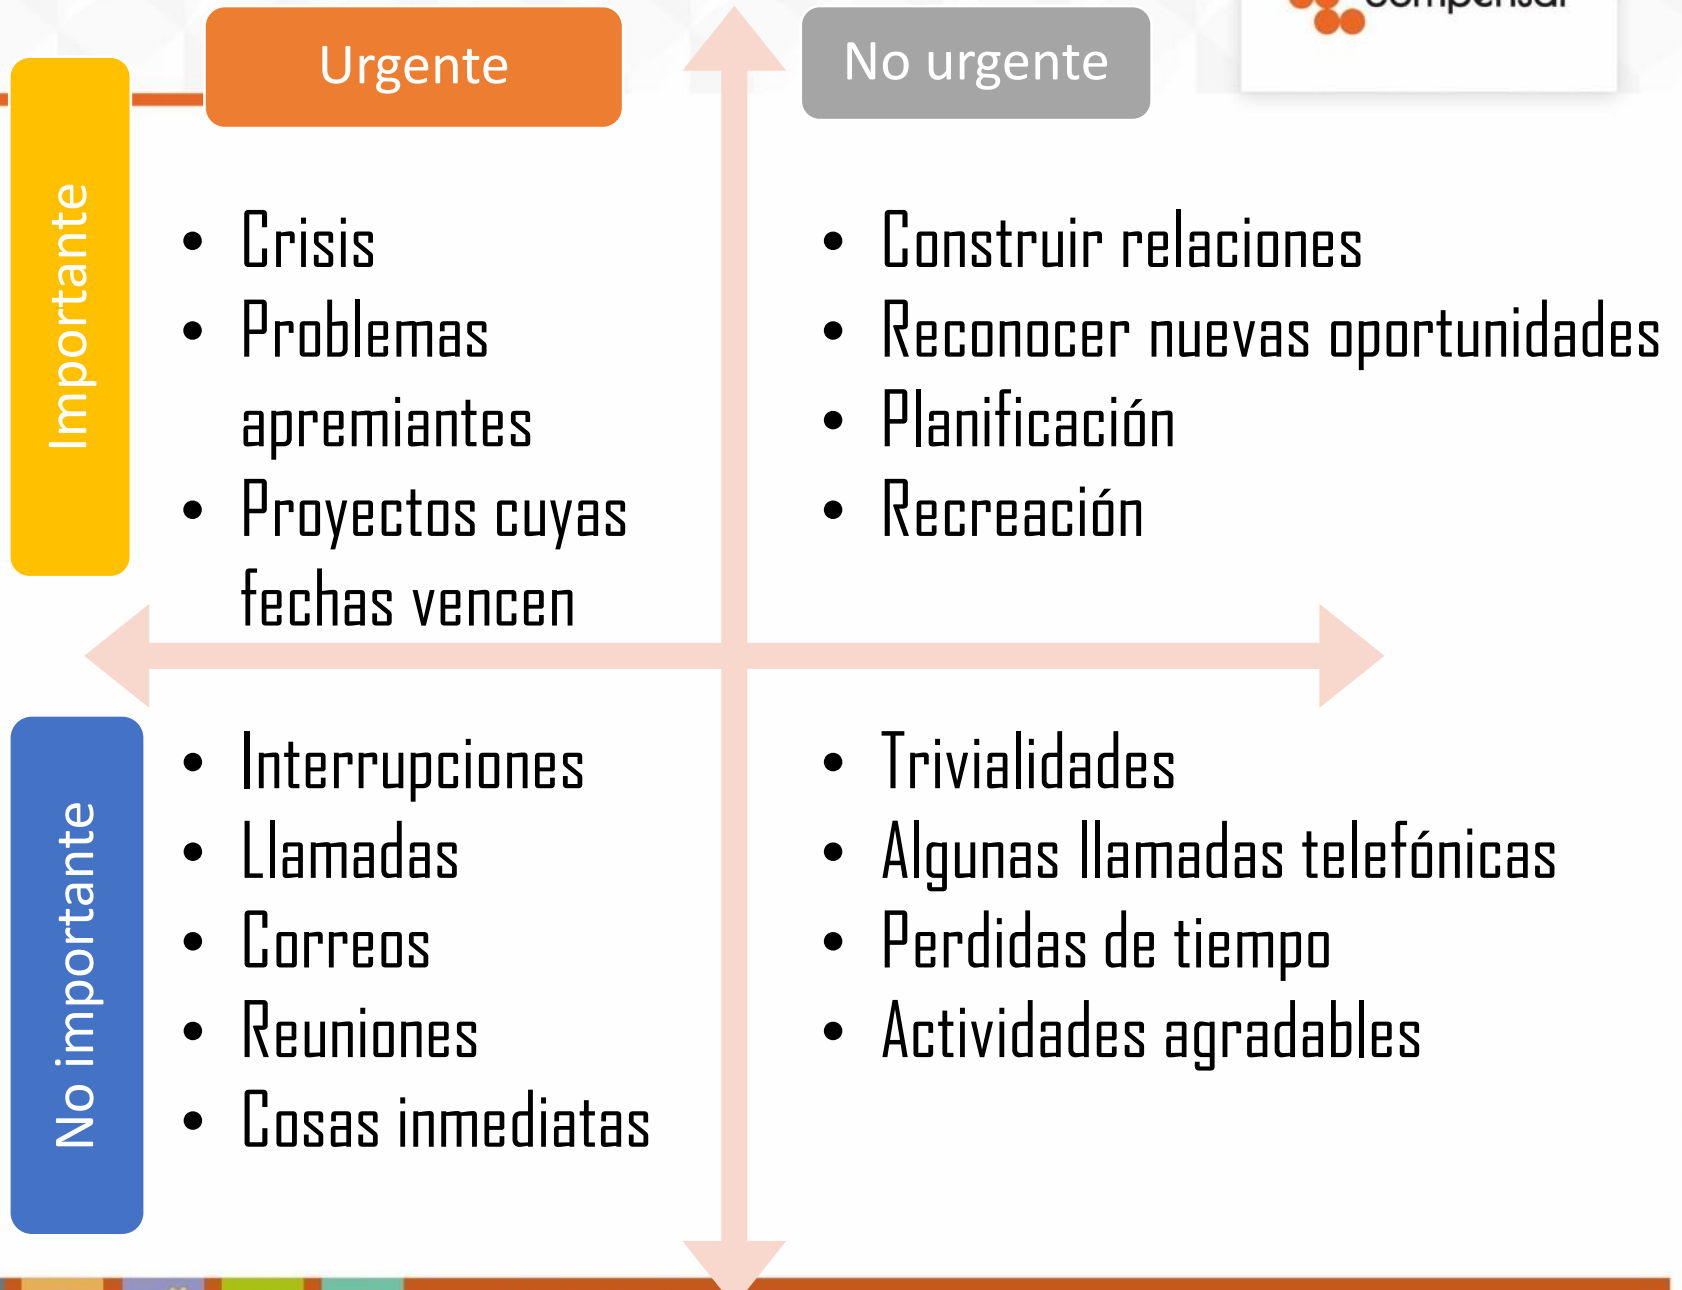 compensar
Urgente
No urgente
Importante
• Crisis
• Problemas
apremiantes
• Proyectos cuyas
fechas vencen
• Construir relaciones
• Reconocer nuevas oportunidades
• Planificación
• Recreación
No importante
• Interrupciones
• Llamadas
• Correos
• Reuniones
• Cosas inmediatas
• Trivialidades
• Algunas llamadas telefónicas
• Perdidas de tiempo
• Actividades agradables